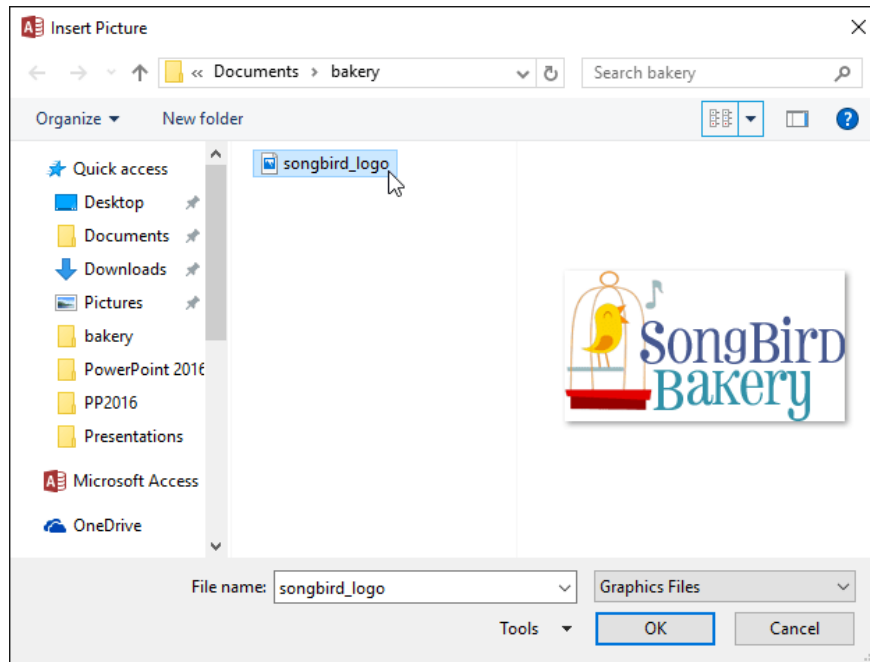 Insert Picture
« Documents > bakery
Search bakery
Organize
New folder
?
Quick access
songbird_logo
Desktop
Documents
Downloads
Pictures
bakery
PowerPoint 2016
PP2016
Presentations
Microsoft Access
OneDrive
SongBird
Bakery
File name: songbird_logo
Graphics Files
Tools
OK
Cancel